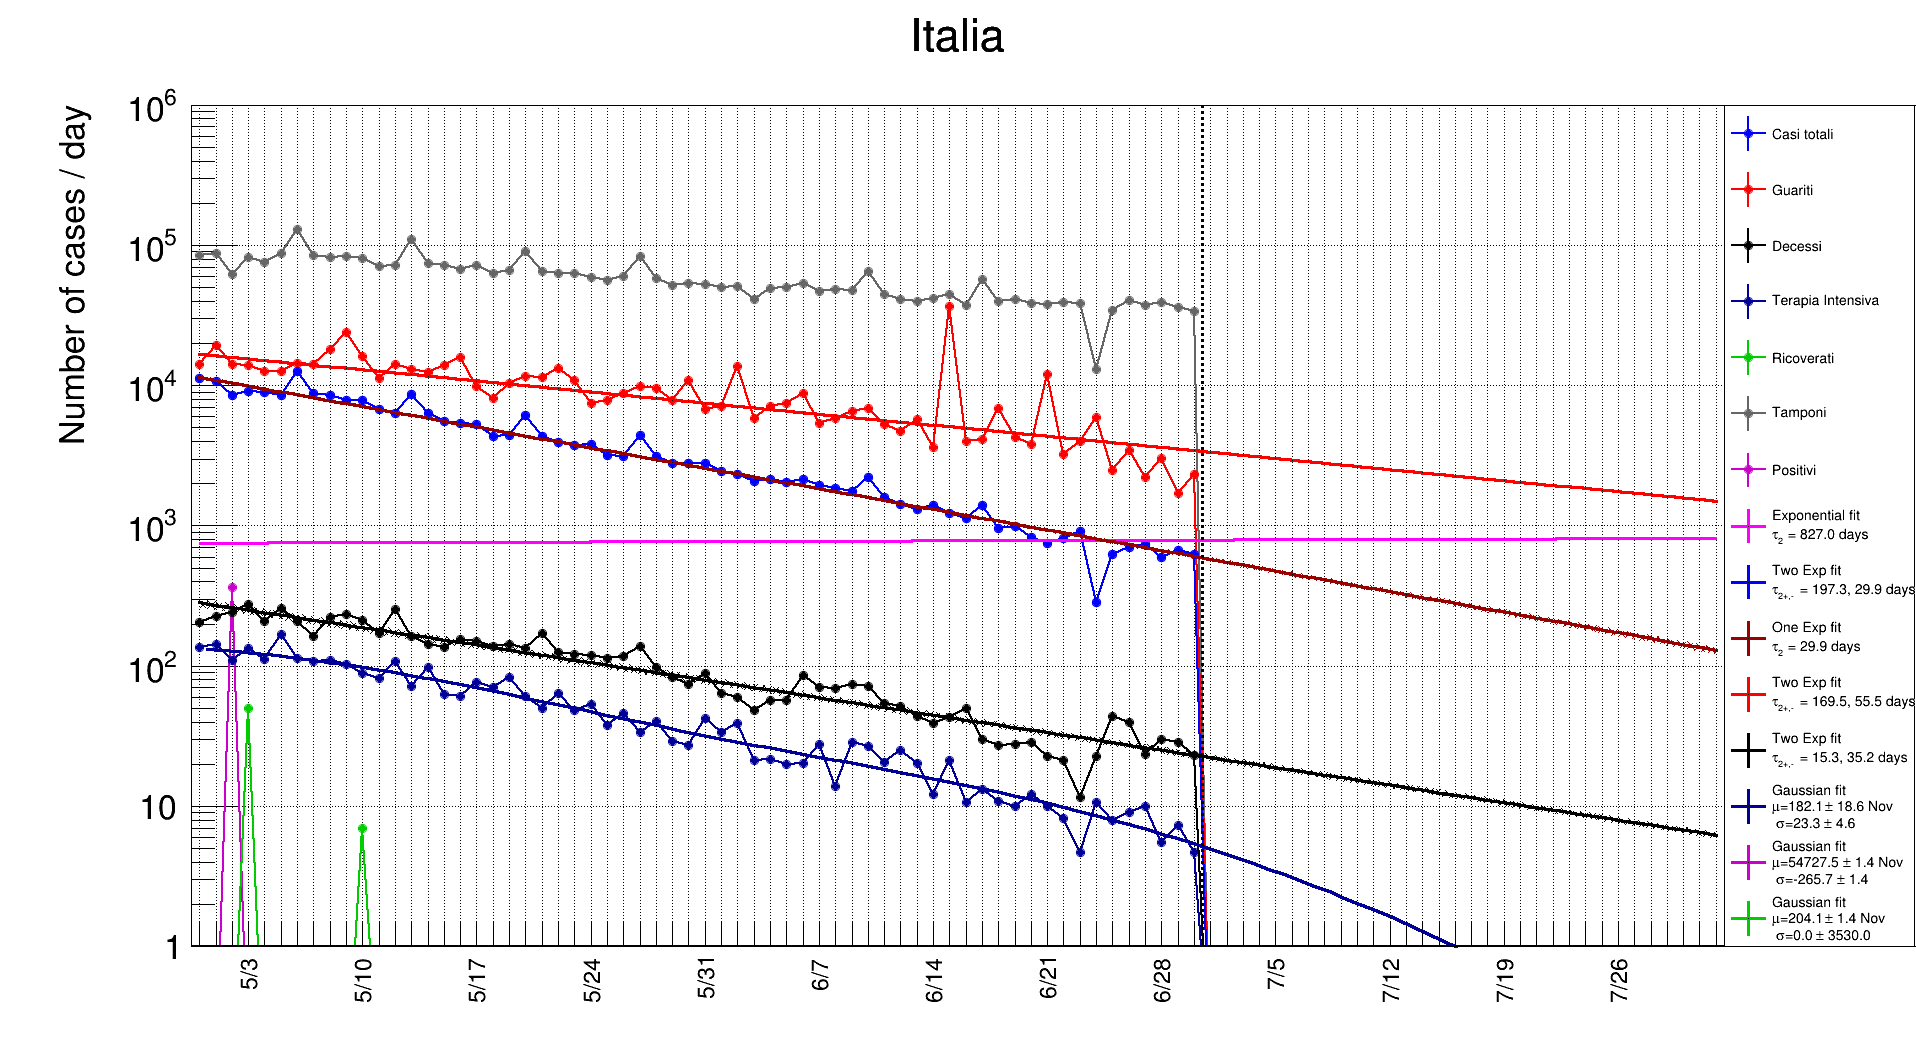 Italia
Number of cases / day
10^6
10^5
10^4
10^3
10^2
10
1
5/3
5/10
5/17
5/24
5/31
6/7
6/14
6/21
6/28
7/5
7/12
7/19
7/26
Casi totali
Guariti
Decessi
Terapia Intensiva
Ricoverati
Tamponi
Positivi
Exponential fit
τ2 = 827.0 days
Two Exp fit
τ2+,- = 197.3, 29.9 days
One Exp fit
τ2 = 29.9 days
Two Exp fit
τ2+,- = 169.5, 55.5 days
Two Exp fit
τ2+,- = 15.3, 35.2 days
Gaussian fit
μ=182.1 ± 18.6 Nov
σ=23.3 ± 4.6
Gaussian fit
μ=54727.5 ± 1.4 Nov
σ=-265.7 ± 1.4
Gaussian fit
μ=204.1 ± 1.4 Nov
σ=0.0 ± 3530.0